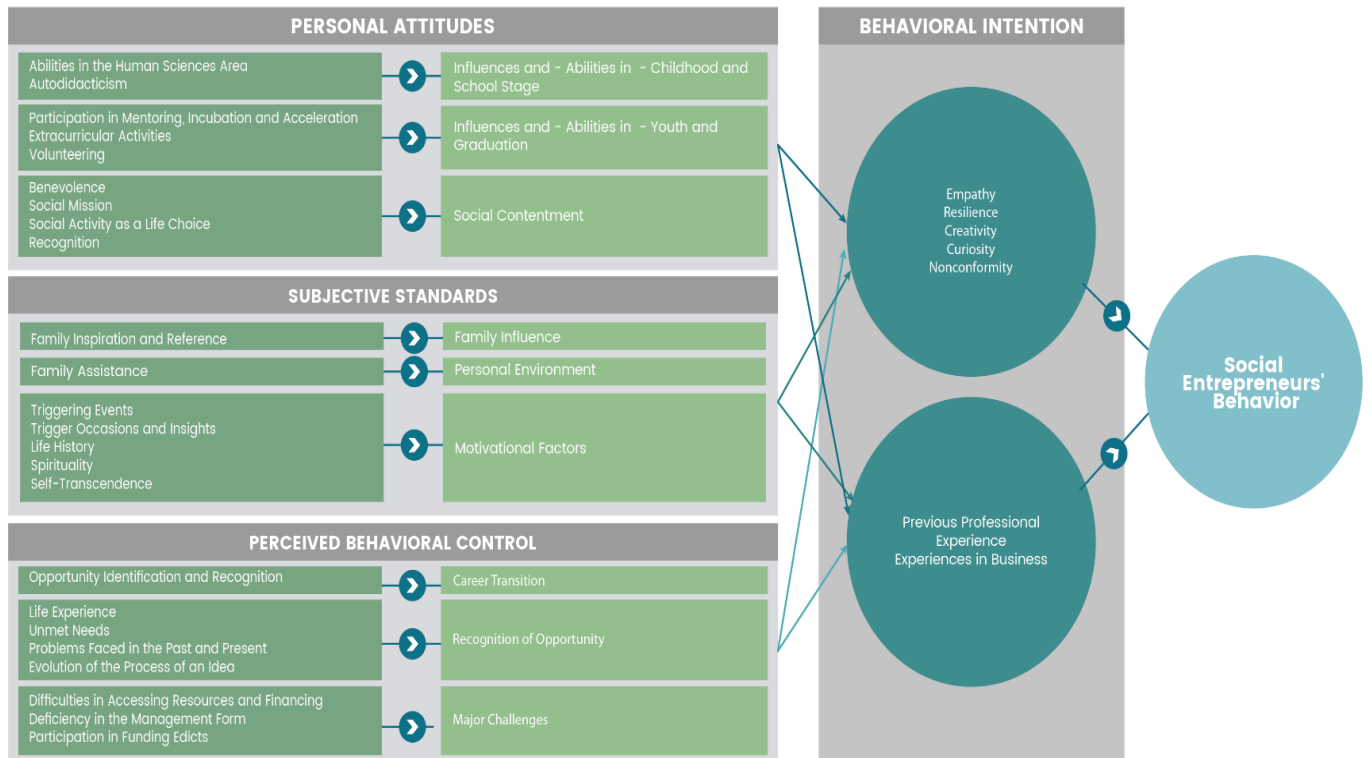 PERSONAL ATTITUDES
Abilities in the Human Sciences Area
Autodidacticism
Influences and - Abilities in - Childhood and
School Stage
Participation in Mentoring, Incubation and Acceleration
Extracurricular Activities
Volunteering
Influences and - Abilities in - Youth and
Graduation
Benevolence
Social Mission
Social Activity as a Life Choice
Recognition
Social Contentment
SUBJECTIVE STANDARDS
Family Inspiration and Reference
Family Influence
Family Assistance
Personal Environment
Triggering Events
Trigger Occasions and Insights
Life History
Spirituality
Self-Transcendence
Motivational Factors
PERCEIVED BEHAVIORAL CONTROL
Opportunity Identification and Recognition
Career Transition
Life Experience
Unmet Needs
Problems Faced in the Past and Present
Evolution of the Process of an Idea
Recognition of Opportunity
Difficulties in Accessing Resources and Financing
Deficiency in the Management Form
Participation in Funding Edicts
Major Challenges
BEHAVIORAL INTENTION
Empathy
Resilience
Creativity
Curiosity
Nonconformity
Previous Professional
Experience
Experiences in Business
Social
Entrepreneurs'
Behavior